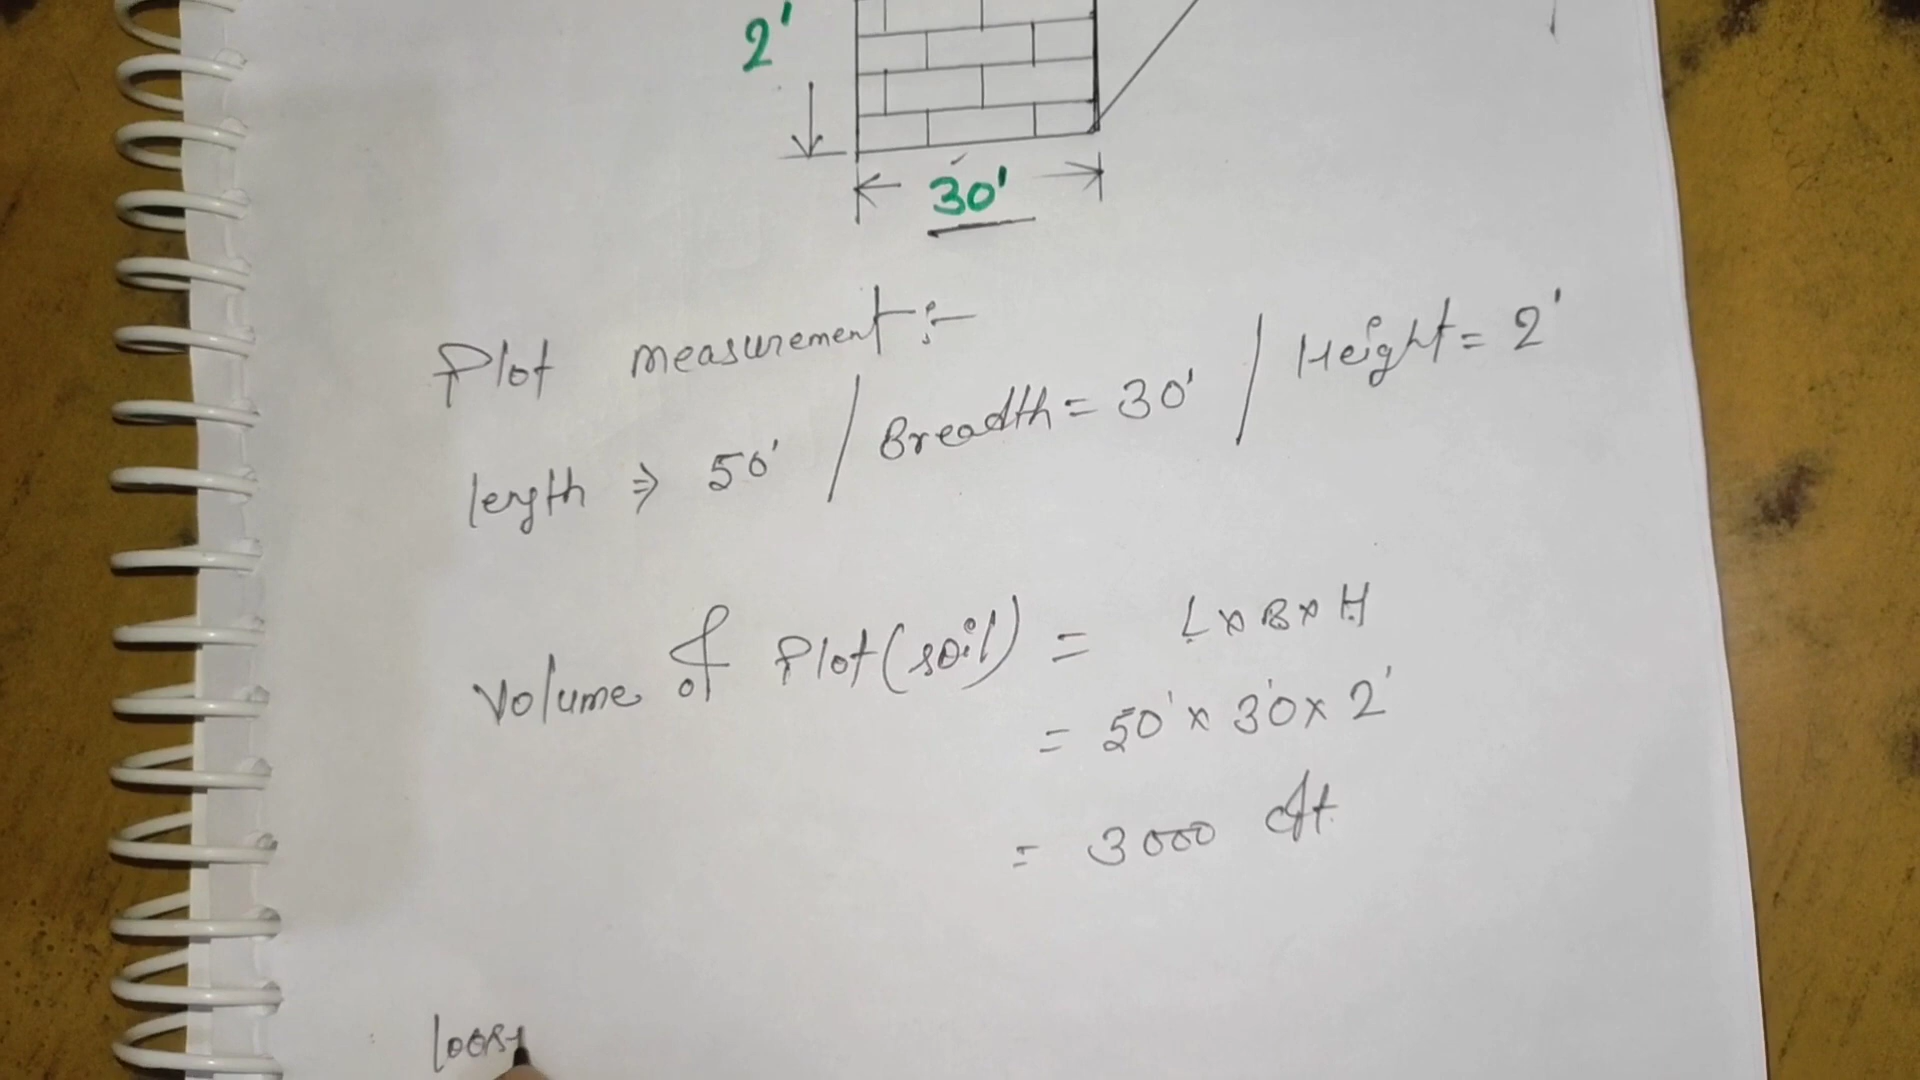 2'
30'
Plot measurement :-
length ⇒ 50' / Breadth = 30' / Height = 2'
Volume of Plot (soil) = L x B x H
= 50' x 30' x 2'
= 3000 cft.
loos